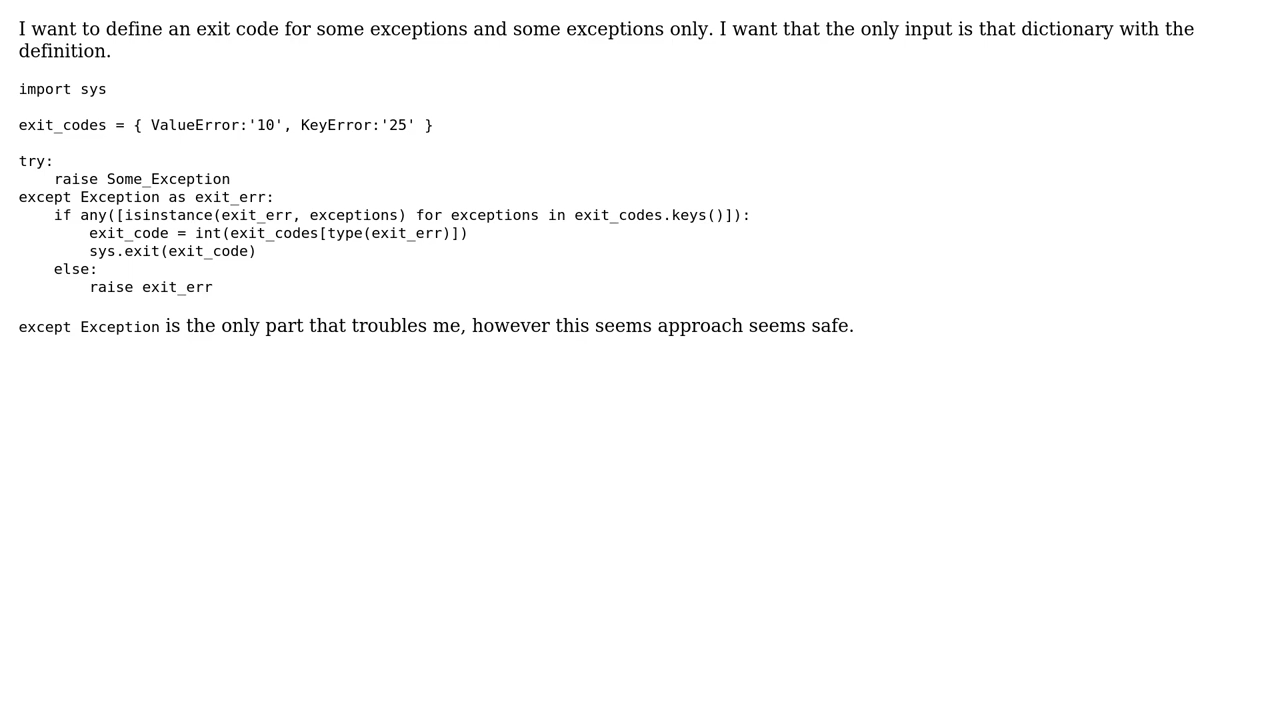 I want to define an exit code for some exceptions and some exceptions only. I want that the only input is that dictionary with the
definition.
import sys
exit_codes = { ValueError:'10', KeyError:'25' }
try:
    raise Some_Exception
except Exception as exit_err:
    if any([isinstance(exit_err, exceptions) for exceptions in exit_codes.keys()]):
        exit_code = int(exit_codes[type(exit_err)])
        sys.exit(exit_code)
    else:
        raise exit_err
except Exception is the only part that troubles me, however this seems approach seems safe.